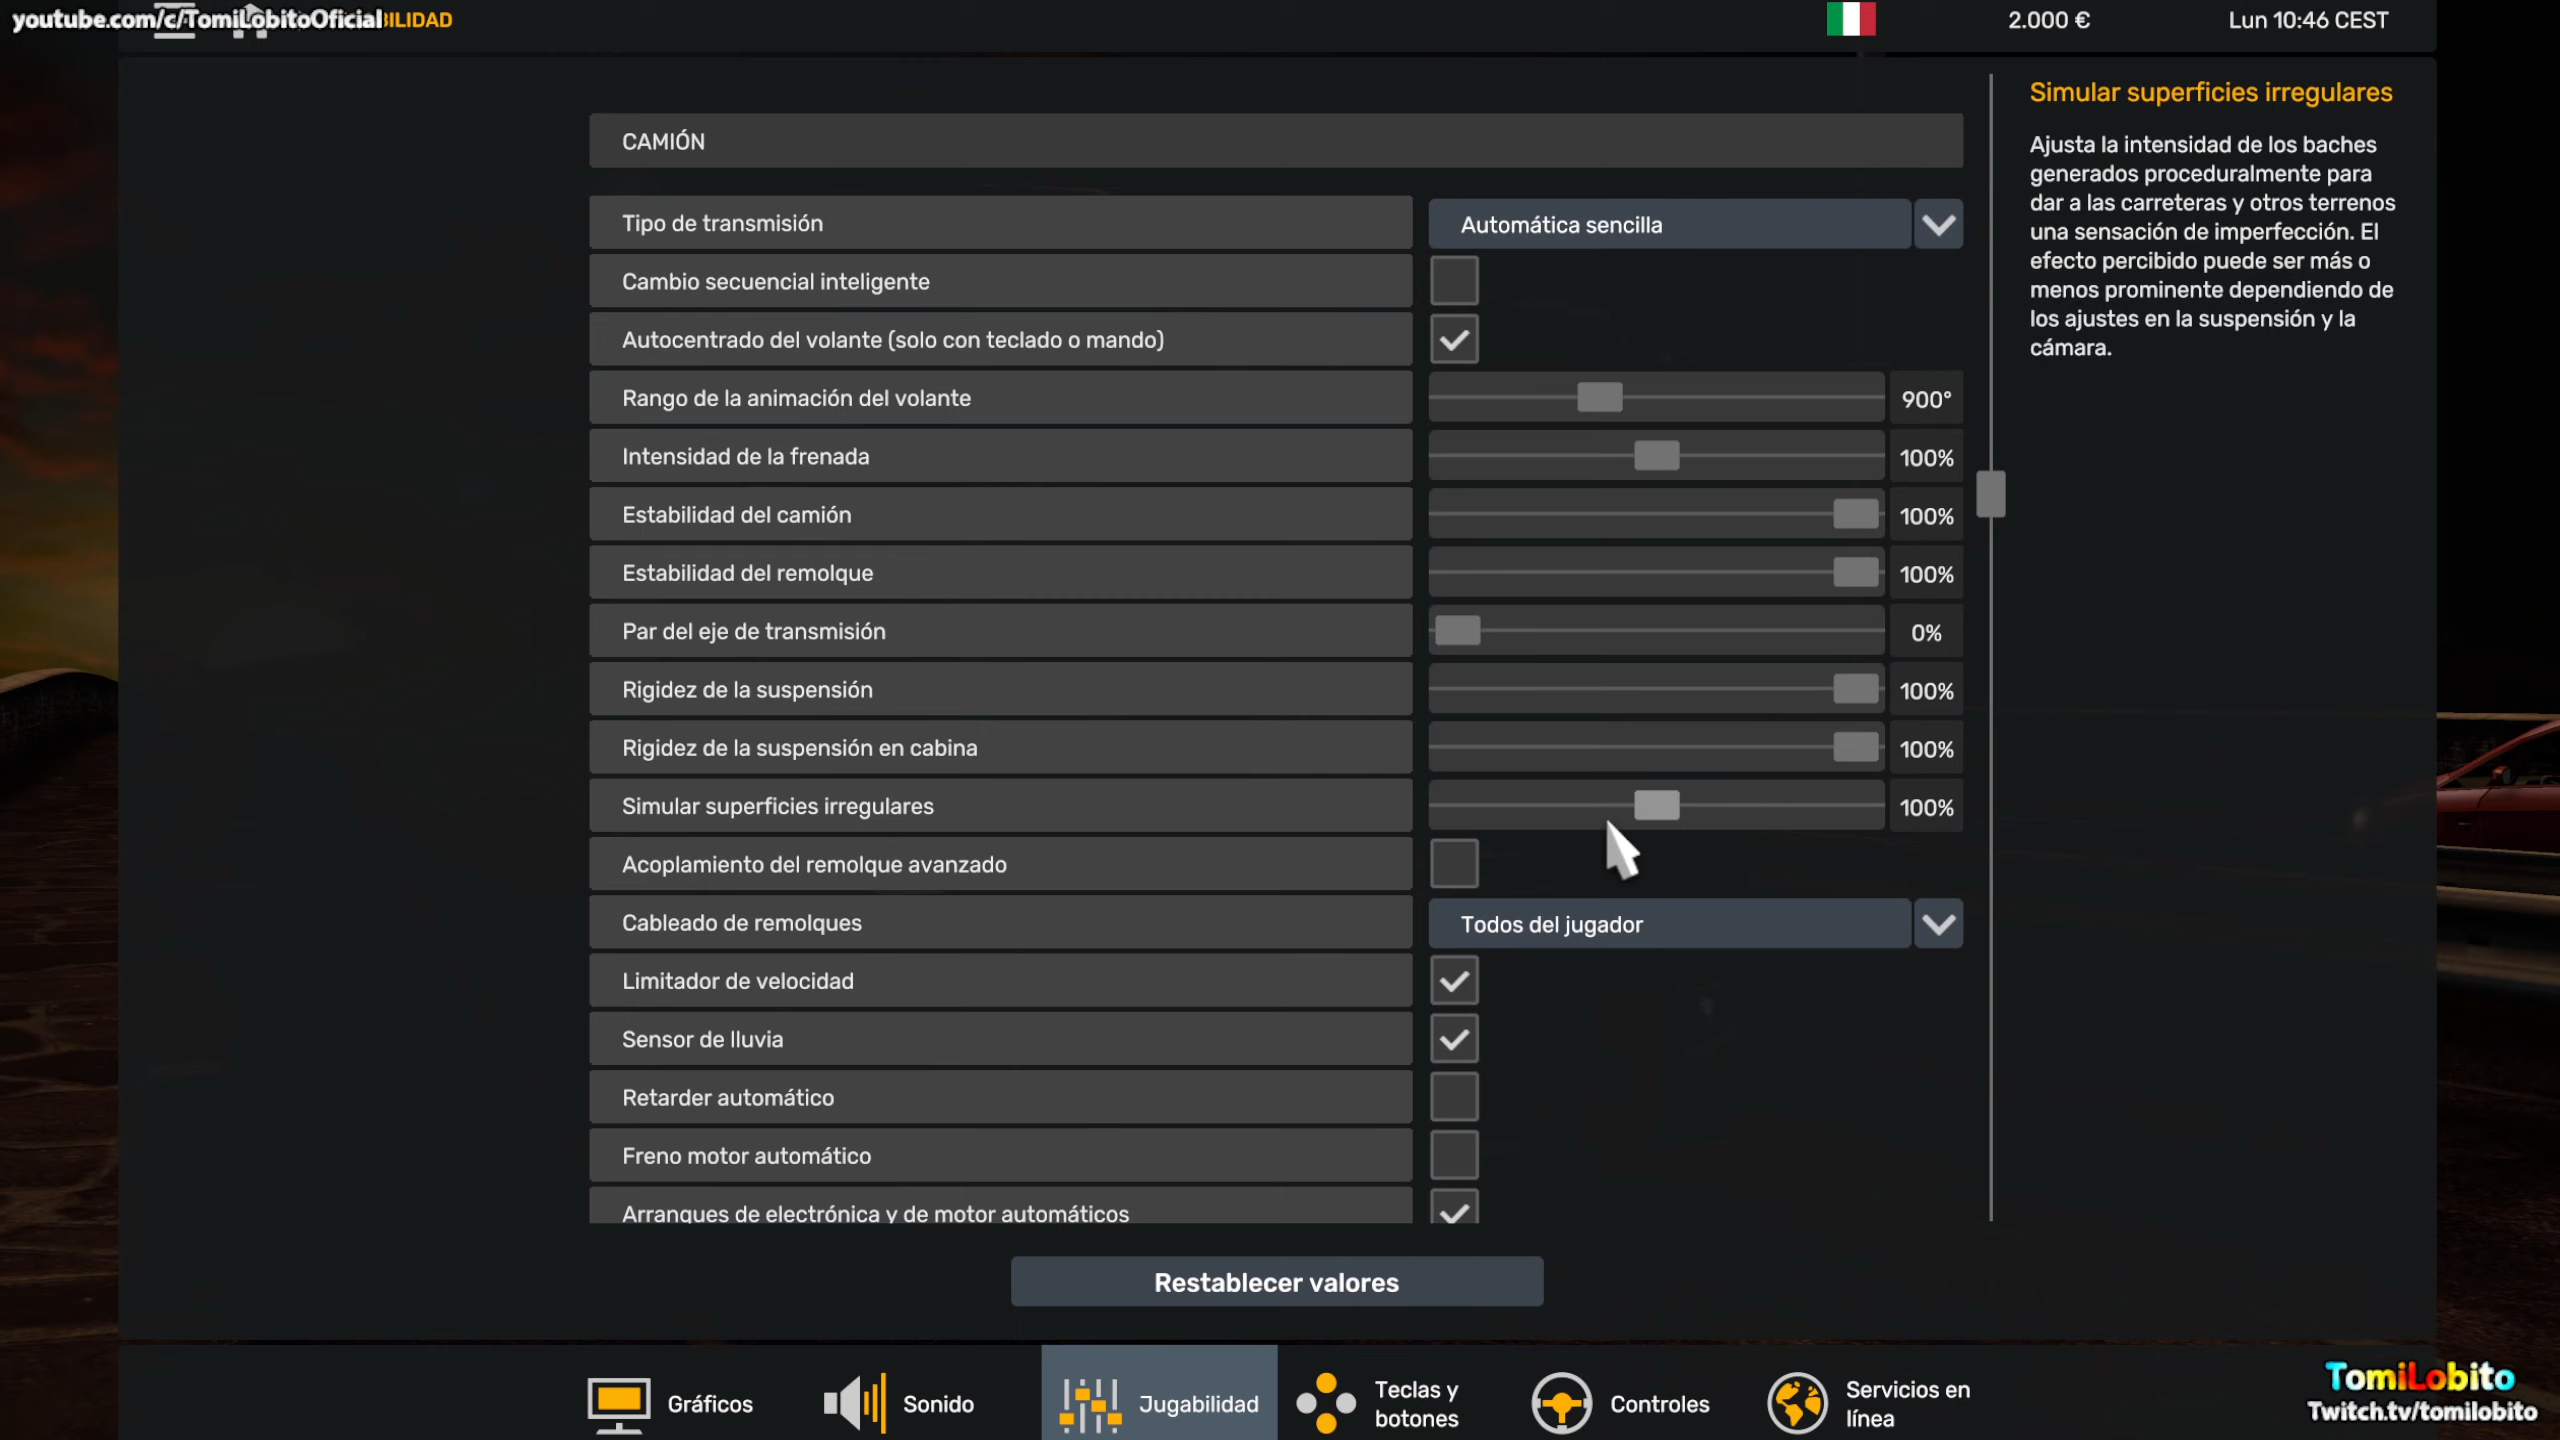 youtube.com/c/TomiLobitoOficial
BILIDAD
2.000 €
Lun 10:46 CEST
CAMIÓN
Tipo de transmisión
Automática sencilla
Cambio secuencial inteligente
Autocentrado del volante (solo con teclado o mando)
Rango de la animación del volante
900°
Intensidad de la frenada
100%
Estabilidad del camión
100%
Estabilidad del remolque
100%
Par del eje de transmisión
0%
Rigidez de la suspensión
100%
Rigidez de la suspensión en cabina
100%
Simular superficies irregulares
100%
Acoplamiento del remolque avanzado
Cableado de remolques
Todos del jugador
Limitador de velocidad
Sensor de lluvia
Retarder automático
Freno motor automático
Arranques de electrónica y de motor automáticos
Simular superficies irregulares
Ajusta la intensidad de los baches
generados proceduralmente para
dar a las carreteras y otros terrenos
una sensación de imperfección. El
efecto percibido puede ser más o
menos prominente dependiendo de
los ajustes en la suspensión y la
cámara.
Restablecer valores
Gráficos
Sonido
Jugabilidad
Teclas y
botones
Controles
Servicios en
línea
TomiLobito
Twitch.tv/tomilobito